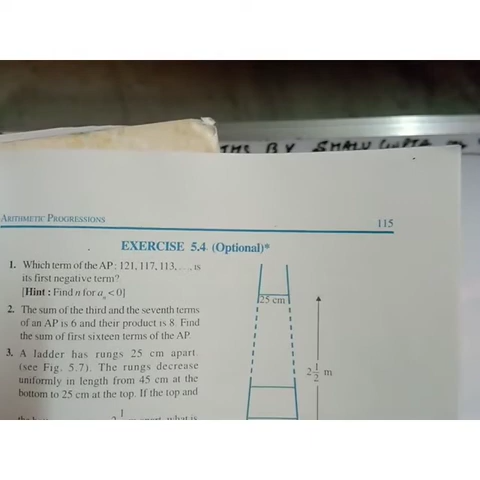 BY SHALU GUPTA
ARITHMETIC PROGRESSIONS
115
EXERCISE 5.4 (Optional)*
1. Which term of the AP : 121, 117, 113, . . ., is
its first negative term?
[Hint : Find n for aₙ < 0]
2. The sum of the third and the seventh terms
of an AP is 6 and their product is 8. Find
the sum of first sixteen terms of the AP.
3. A ladder has rungs 25 cm apart.
(see Fig. 5.7). The rungs decrease
uniformly in length from 45 cm at the
bottom to 25 cm at the top. If the top and
what is
25 cm
2 1/2 m